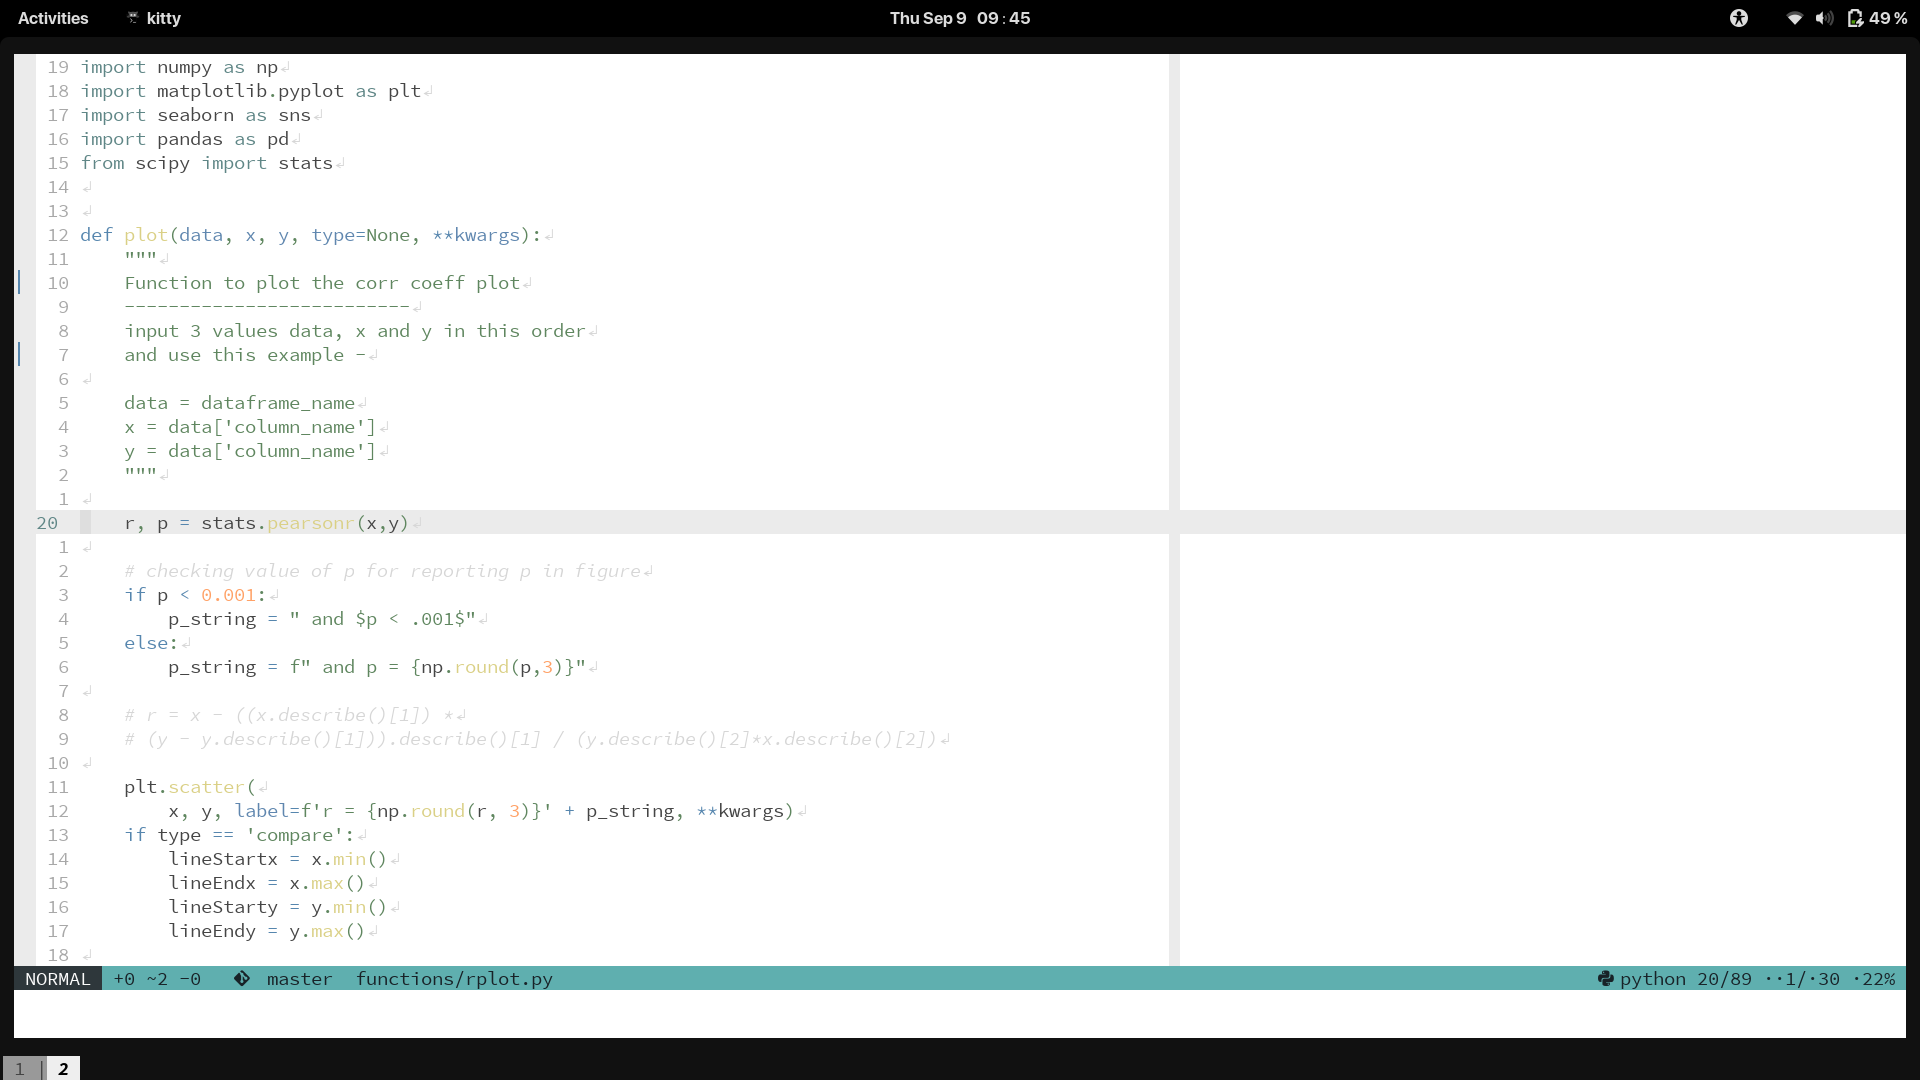 Activities kitty Thu Sep 9 09:45 49 %
19 import numpy as np
18 import matplotlib.pyplot as plt
17 import seaborn as sns
16 import pandas as pd
15 from scipy import stats
14
13
12 def plot(data, x, y, type=None, **kwargs):
11     """
10     Function to plot the corr coeff plot
9     --------------------------
8     input 3 values data, x and y in this order
7     and use this example -
6
5     data = dataframe_name
4     x = data['column_name']
3     y = data['column_name']
2     """
1
20     r, p = stats.pearsonr(x,y)
1
2     # checking value of p for reporting p in figure
3     if p < 0.001:
4         p_string = " and $p < .001$"
5     else:
6         p_string = f" and p = {np.round(p,3)}"
7
8     # r = x - ((x.describe()[1]) *
9     # (y - y.describe()[1])).describe()[1] / (y.describe()[2]*x.describe()[2])
10
11     plt.scatter(
12         x, y, label=f'r = {np.round(r, 3)}' + p_string, **kwargs)
13     if type == 'compare':
14         lineStartx = x.min()
15         lineEndx = x.max()
16         lineStarty = y.min()
17         lineEndy = y.max()
18
NORMAL +0 ~2 -0 master functions/rplot.py python 20/89 ··1/·30 ·22%
1 | 2